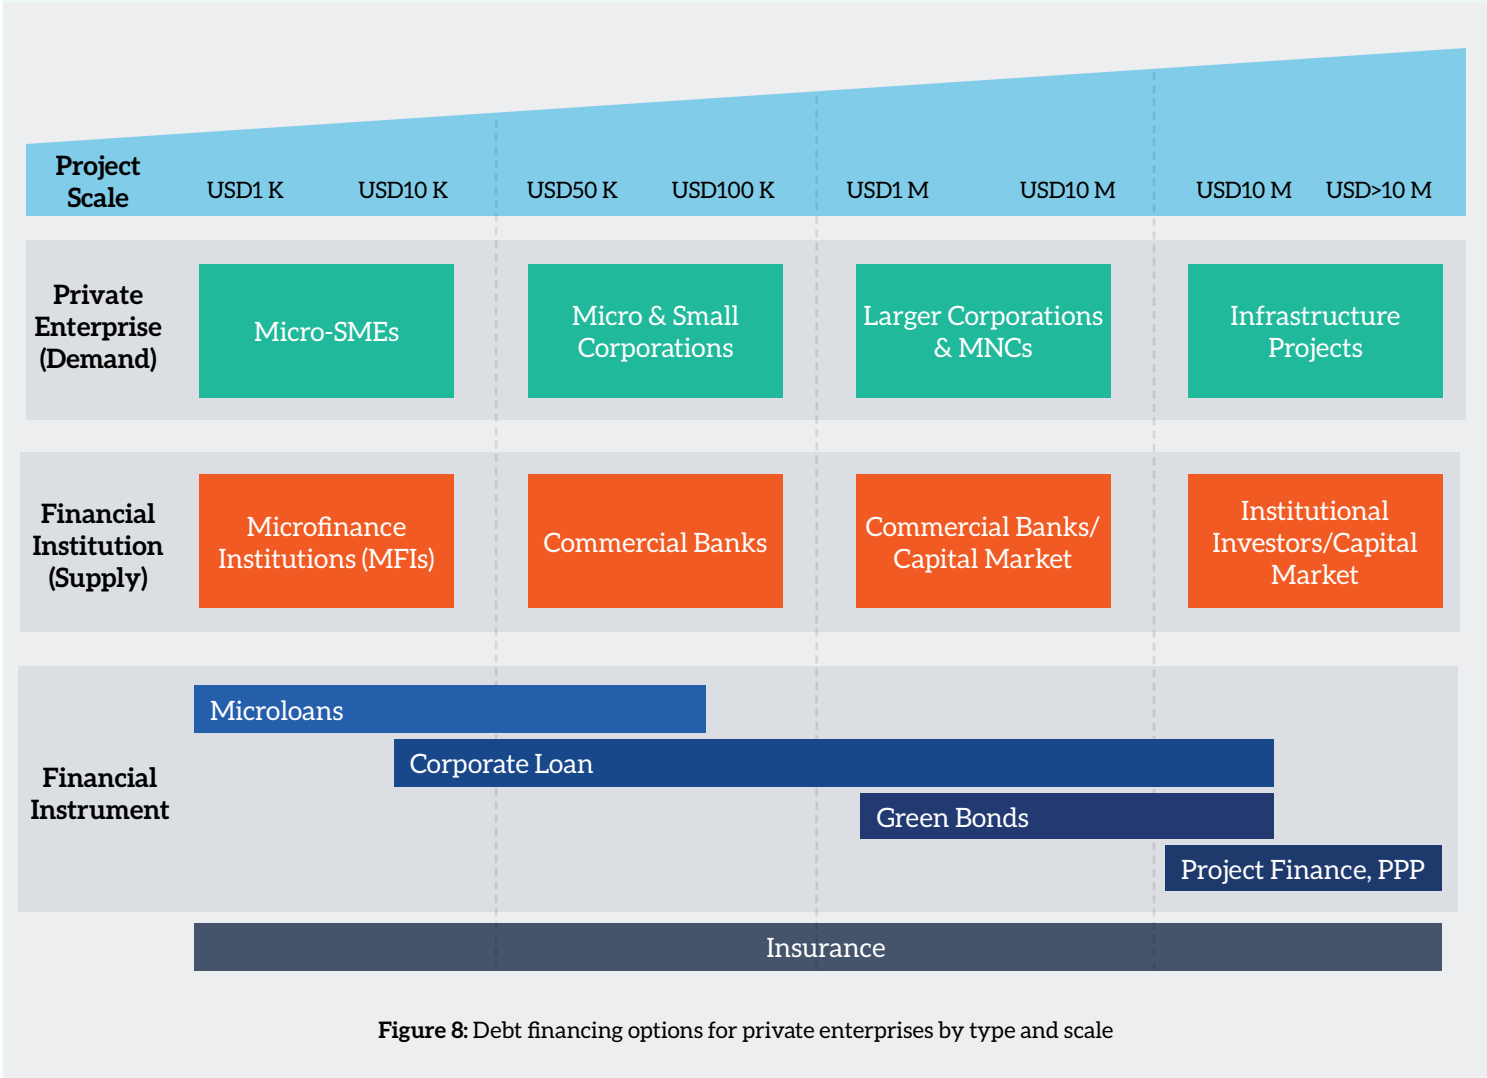 Project
Scale
USD1 K
USD10 K
USD50 K
USD100 K
USD1 M
USD10 M
USD10 M
USD>10 M
Private
Enterprise
(Demand)
Micro-SMEs
Micro & Small
Corporations
Larger Corporations
& MNCs
Infrastructure
Projects
Financial
Institution
(Supply)
Microfinance
Institutions (MFIs)
Commercial Banks
Commercial Banks/
Capital Market
Institutional
Investors/Capital
Market
Financial
Instrument
Microloans
Corporate Loan
Green Bonds
Project Finance, PPP
Insurance
Figure 8: Debt financing options for private enterprises by type and scale